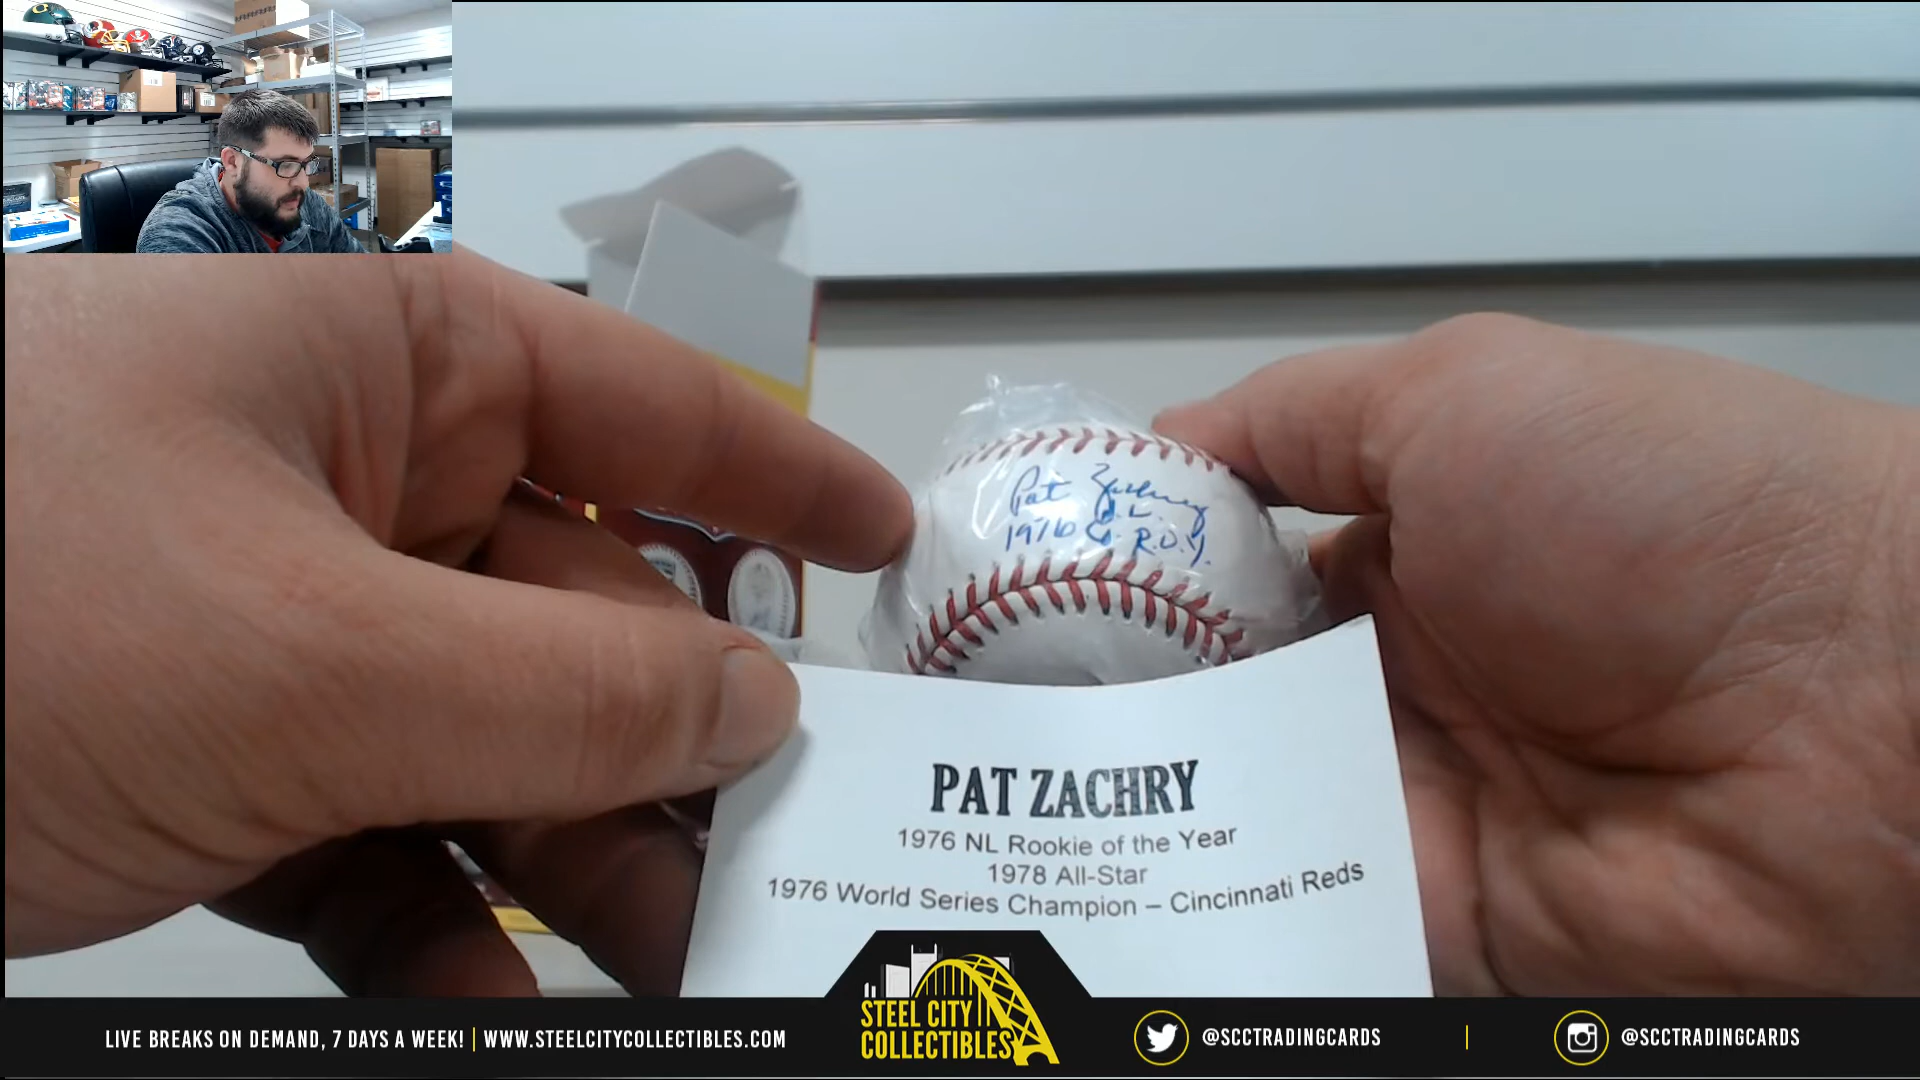 Pat Zachry
N.L.
1976 Co. R.O.Y.
PAT ZACHRY
1976 NL Rookie of the Year
1978 All-Star
1976 World Series Champion – Cincinnati Reds
STEEL CITY
COLLECTIBLES
LIVE BREAKS ON DEMAND, 7 DAYS A WEEK! | WWW.STEELCITYCOLLECTIBLES.COM
@SCCTRADINGCARDS
@SCCTRADINGCARDS